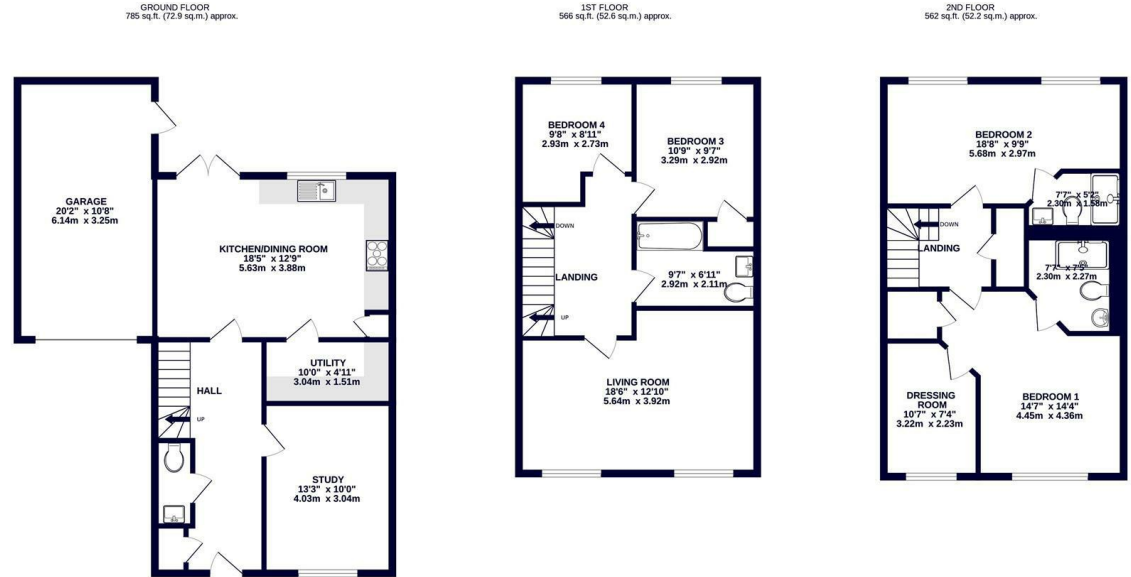 GROUND FLOOR
785 sq.ft. (72.9 sq.m.) approx.
GARAGE
20'2" x 10'8"
6.14m x 3.25m
KITCHEN/DINING ROOM
18'5" x 12'9"
5.63m x 3.88m
UTILITY
10'0" x 4'11"
3.04m x 1.51m
HALL
UP
STUDY
13'3" x 10'0"
4.03m x 3.04m
1ST FLOOR
566 sq.ft. (52.6 sq.m.) approx.
BEDROOM 4
9'8" x 8'11"
2.93m x 2.73m
BEDROOM 3
10'9" x 9'7"
3.29m x 2.92m
DOWN
LANDING
9'7" x 6'11"
2.92m x 2.11m
UP
LIVING ROOM
18'6" x 12'10"
5.64m x 3.92m
2ND FLOOR
562 sq.ft. (52.2 sq.m.) approx.
BEDROOM 2
18'8" x 9'9"
5.68m x 2.97m
7'7" x 5'2"
2.30m x 1.58m
DOWN
LANDING
7'7" x 7'5"
2.30m x 2.27m
DRESSING
ROOM
10'7" x 7'4"
3.22m x 2.23m
BEDROOM 1
14'7" x 14'4"
4.45m x 4.36m